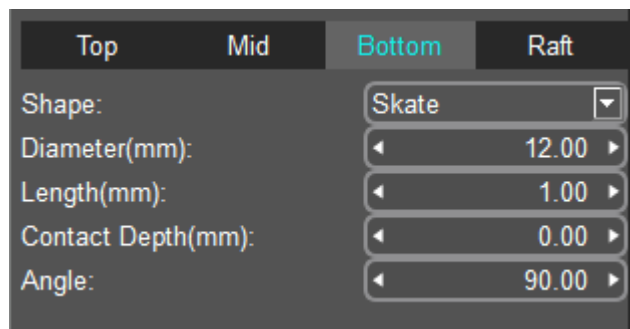 Top Mid Bottom Raft
Shape: Skate
Diameter(mm): 12.00
Length(mm): 1.00
Contact Depth(mm): 0.00
Angle: 90.00